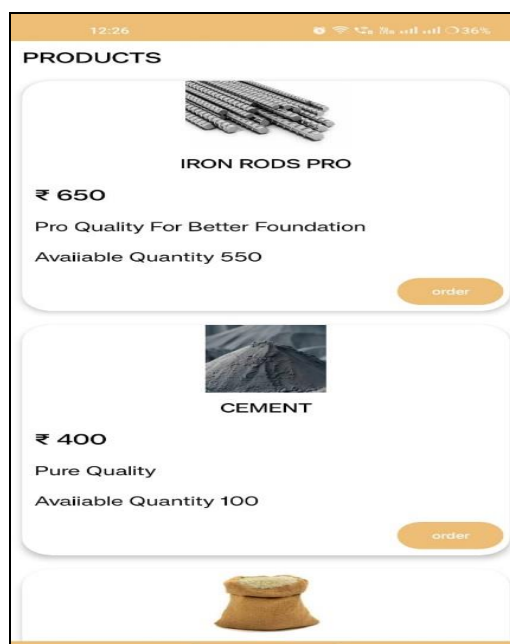 12:26
36%
PRODUCTS
IRON RODS PRO
₹ 650
Pro Quality For Better Foundation
Avaiiable Quantity 550
order
CEMENT
₹ 400
Pure Quality
Avaiiable Quantity 100
order